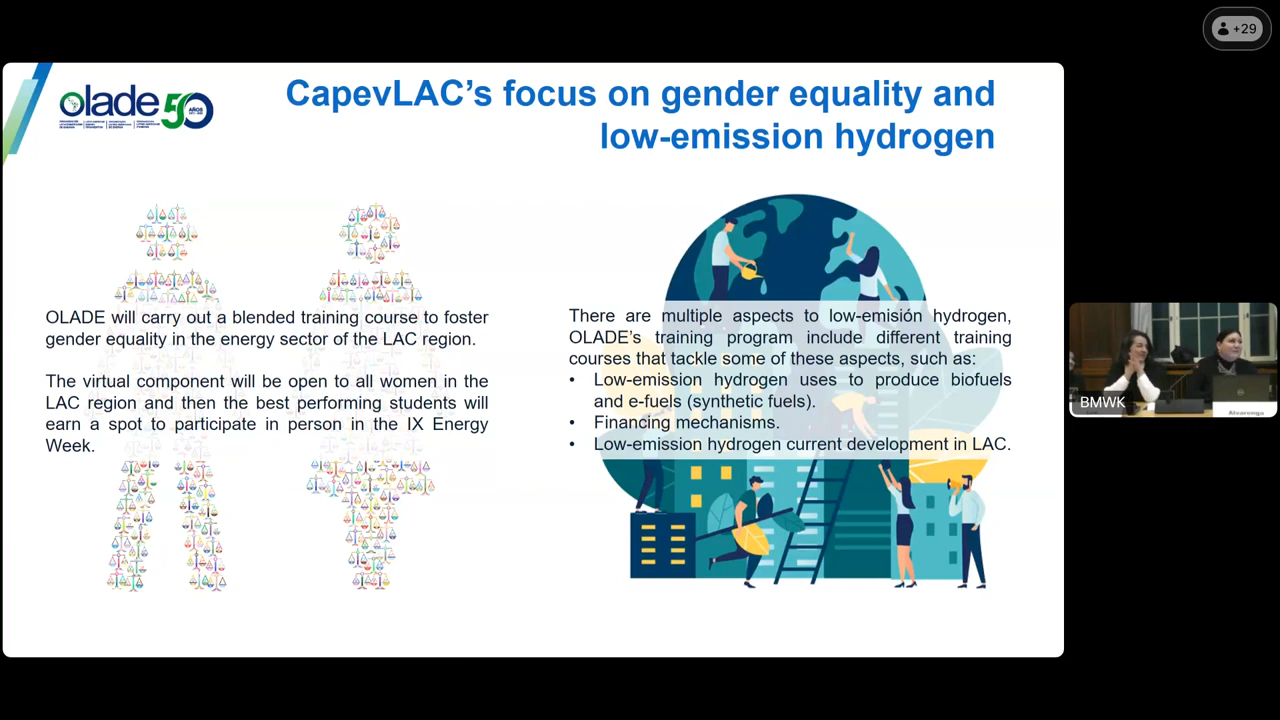 +29
olade 50
AÑOS
CapevLAC's focus on gender equality and
low-emission hydrogen
OLADE will carry out a blended training course to foster
gender equality in the energy sector of the LAC region.
The virtual component will be open to all women in the
LAC region and then the best performing students will
earn a spot to participate in person in the IX Energy
Week.
There are multiple aspects to low-emisión hydrogen,
OLADE's training program include different training
courses that tackle some of these aspects, such as:
• Low-emission hydrogen uses to produce biofuels
and e-fuels (synthetic fuels).
• Financing mechanisms.
• Low-emission hydrogen current development in LAC.
BMWK
Alvarenga